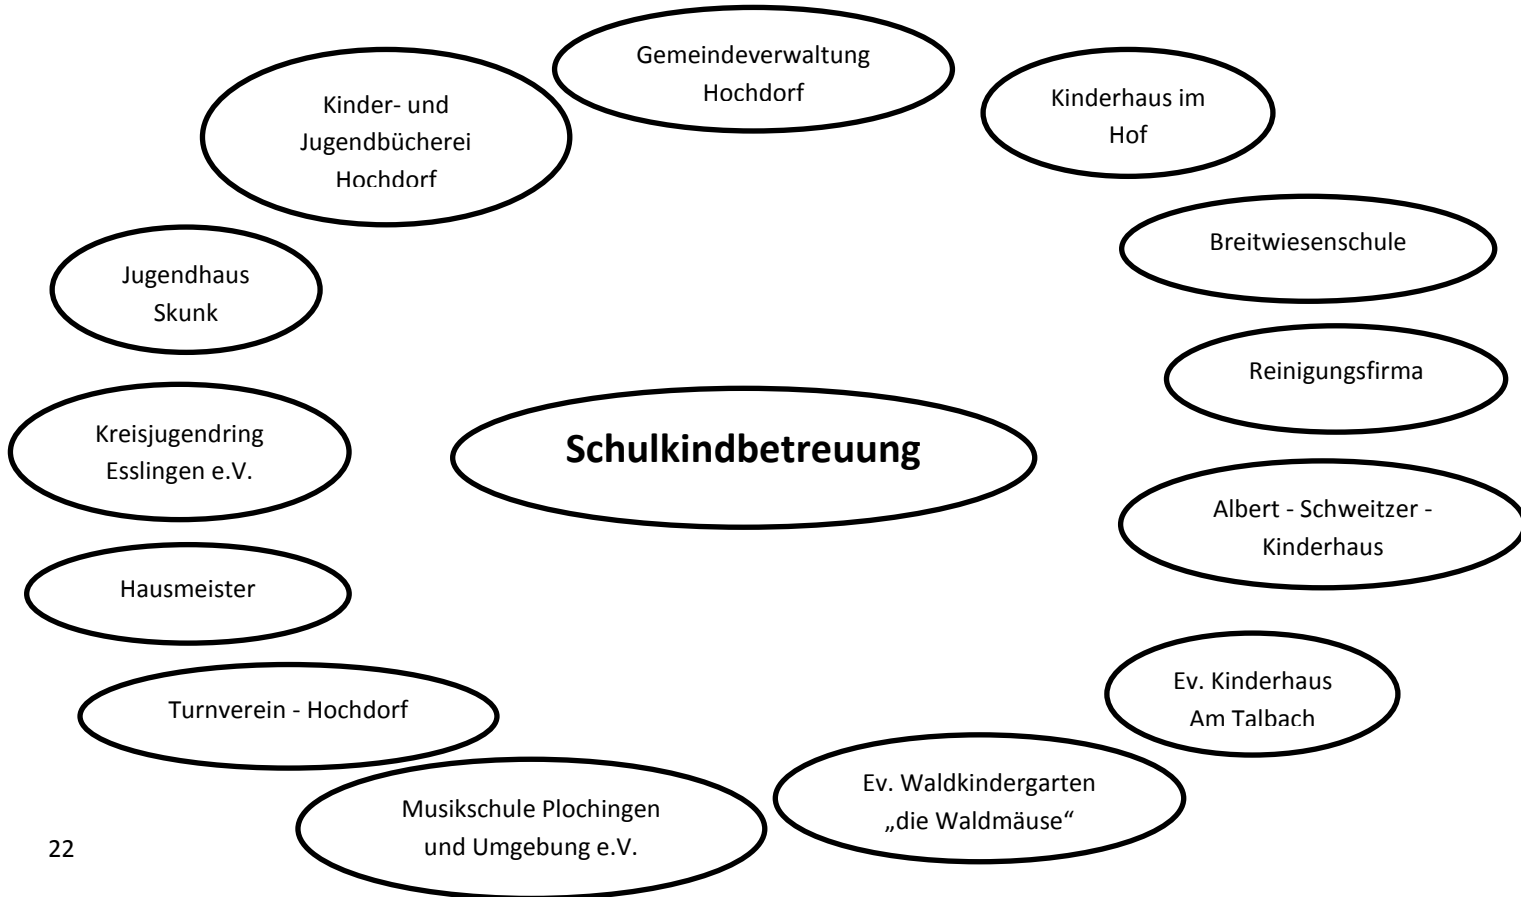 Gemeindeverwaltung
Hochdorf
Kinder- und
Jugendbücherei
Hochdorf
Kinderhaus im
Hof
Breitwiesenschule
Jugendhaus
Skunk
Reinigungsfirma
Kreisjugendring
Esslingen e.V.
Schulkindbetreuung
Albert - Schweitzer -
Kinderhaus
Hausmeister
Ev. Kinderhaus
Am Talbach
Turnverein - Hochdorf
Ev. Waldkindergarten
„die Waldmäuse“
Musikschule Plochingen
und Umgebung e.V.
22